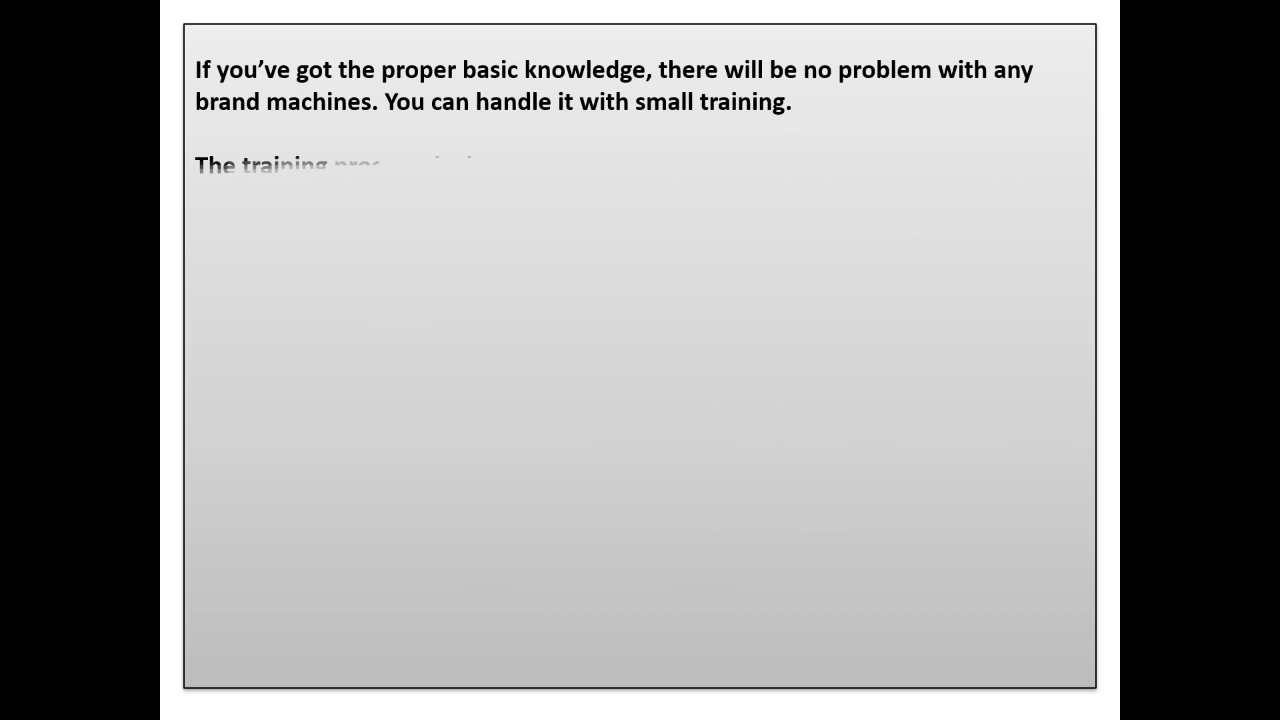 If you’ve got the proper basic knowledge, there will be no problem with any
brand machines. You can handle it with small training.
The training